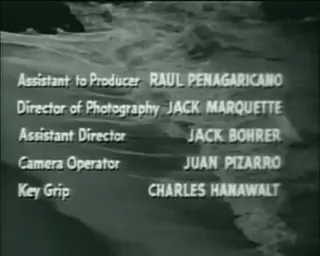 Assistant to Producer RAUL PENAGARICANO
Director of Photography JACK MARQUETTE
Assistant Director JACK BOHRER
Camera Operator JUAN PIZARRO
Key Grip CHARLES HANAWALT